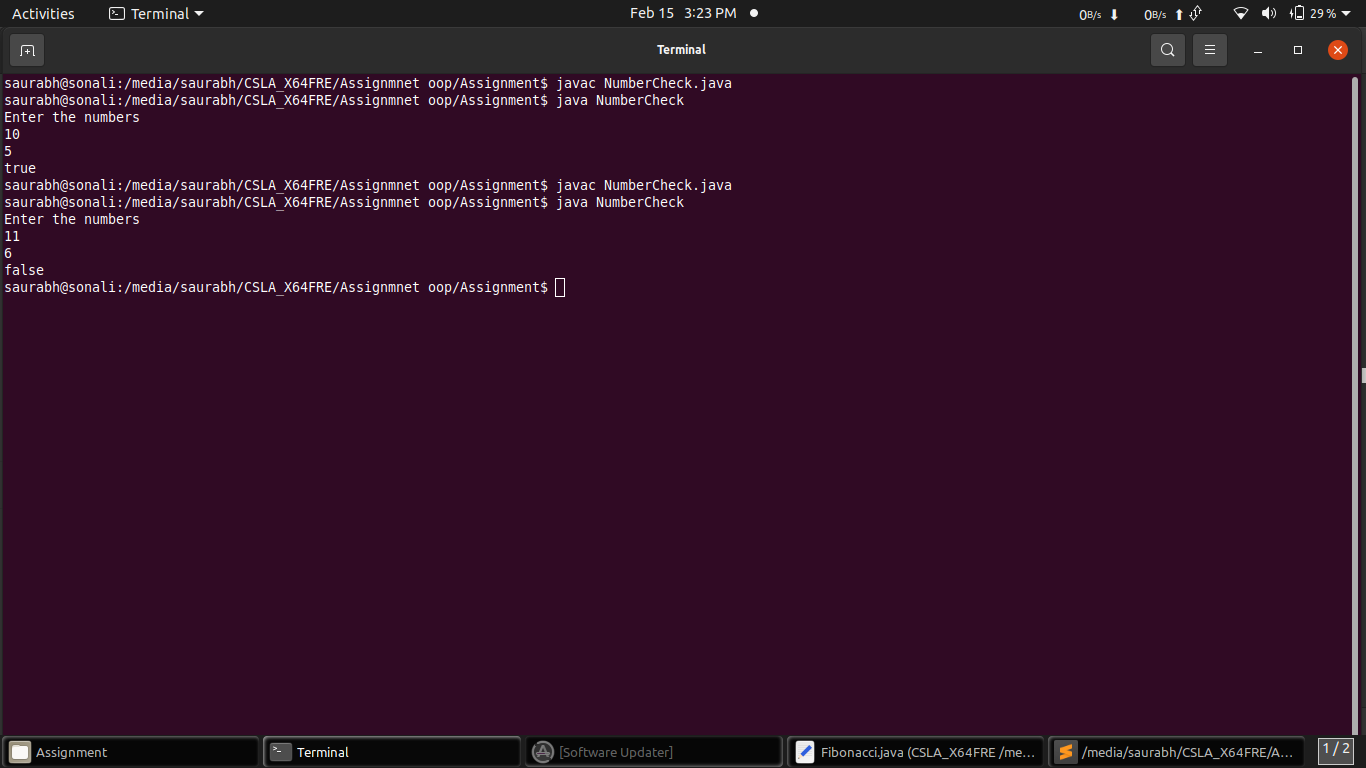 Activities Terminal Feb 15 3:23 PM 0B/s 0B/s 29 %
Terminal
saurabh@sonali:/media/saurabh/CSLA_X64FRE/Assignmnet oop/Assignment$ javac NumberCheck.java
saurabh@sonali:/media/saurabh/CSLA_X64FRE/Assignmnet oop/Assignment$ java NumberCheck
Enter the numbers
10
5
true
saurabh@sonali:/media/saurabh/CSLA_X64FRE/Assignmnet oop/Assignment$ javac NumberCheck.java
saurabh@sonali:/media/saurabh/CSLA_X64FRE/Assignmnet oop/Assignment$ java NumberCheck
Enter the numbers
11
6
false
saurabh@sonali:/media/saurabh/CSLA_X64FRE/Assignmnet oop/Assignment$
Assignment Terminal [Software Updater] Fibonacci.java (CSLA_X64FRE /me... /media/saurabh/CSLA_X64FRE/A... 1 / 2